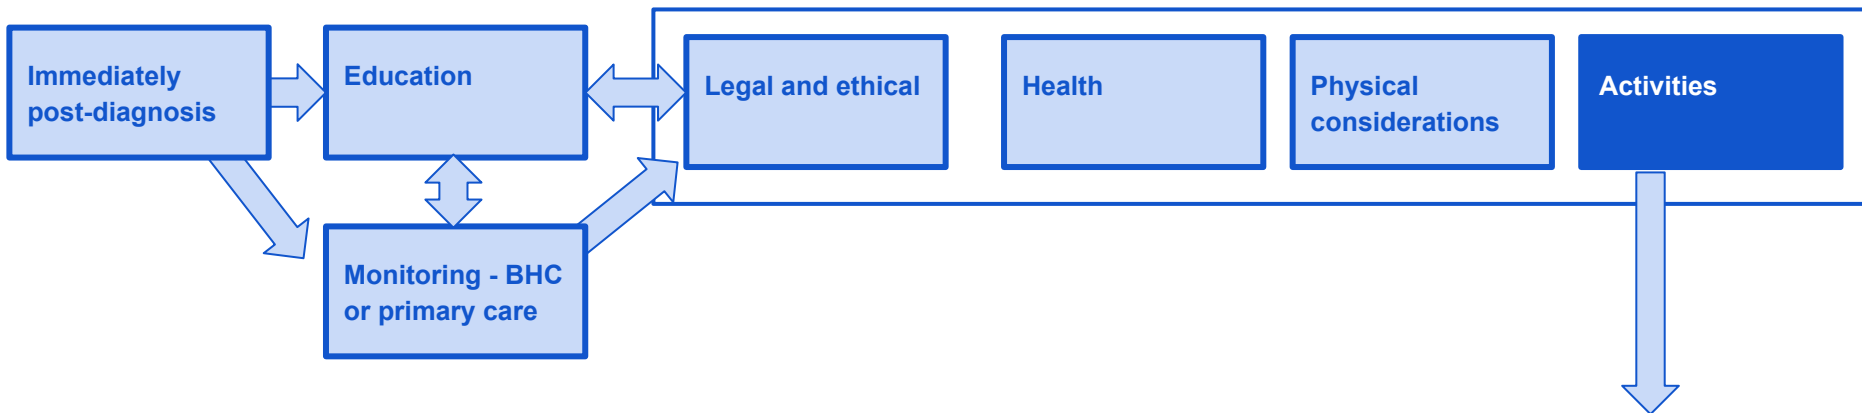 Immediately
post-diagnosis
Education
Legal and ethical
Health
Physical
considerations
Activities
Monitoring - BHC
or primary care